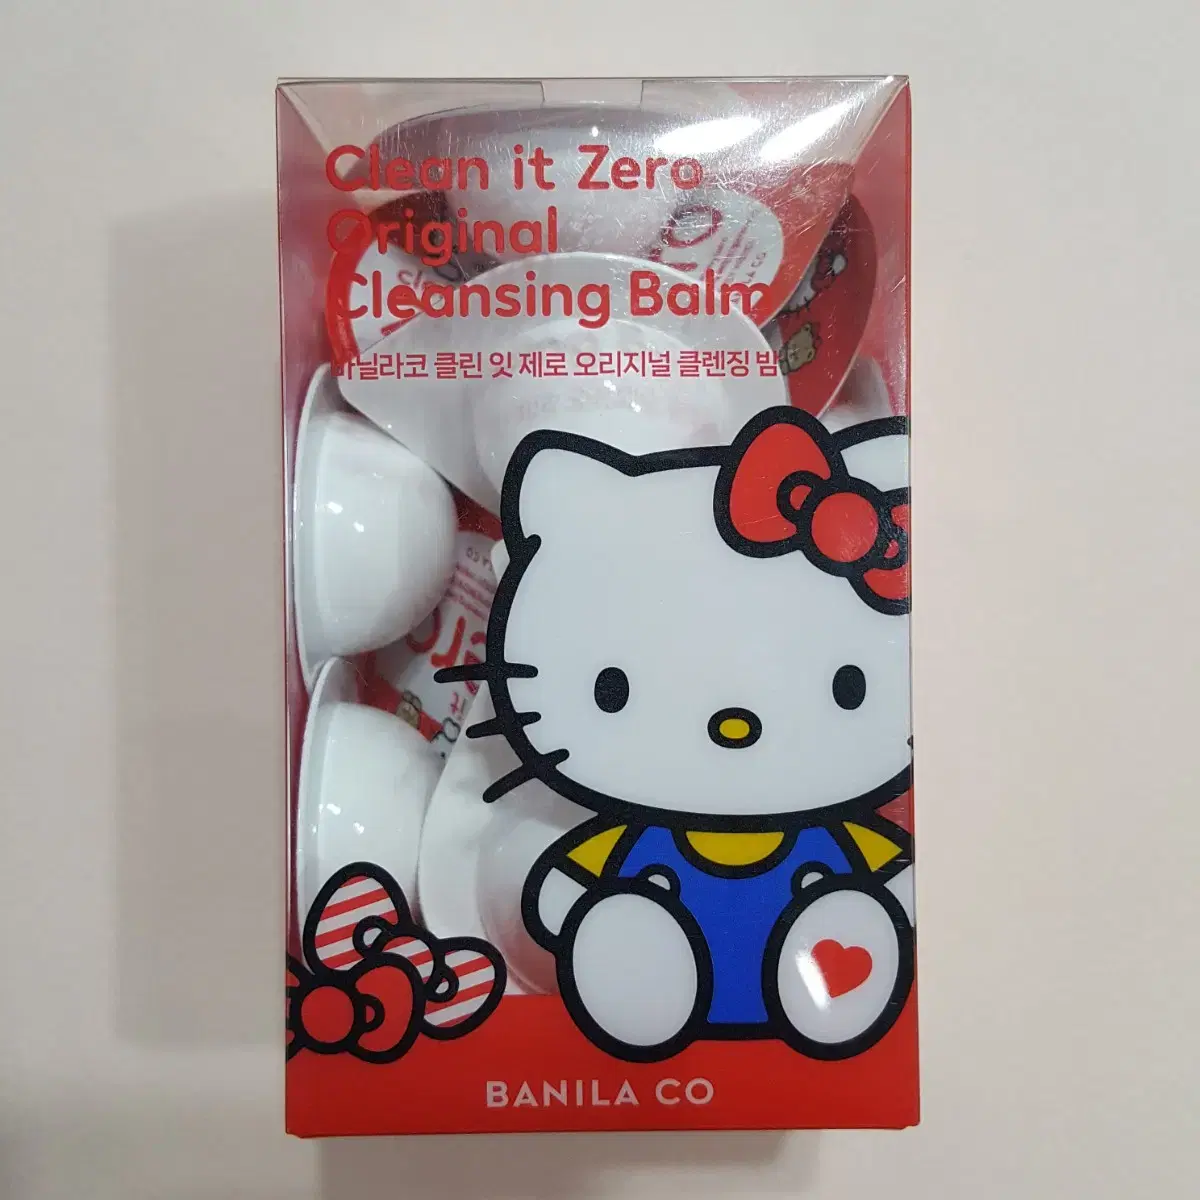 Clean it Zero
Original
Cleansing Balm
바닐라코 클린 잇 제로 오리지널 클렌징 밤
BANILA CO